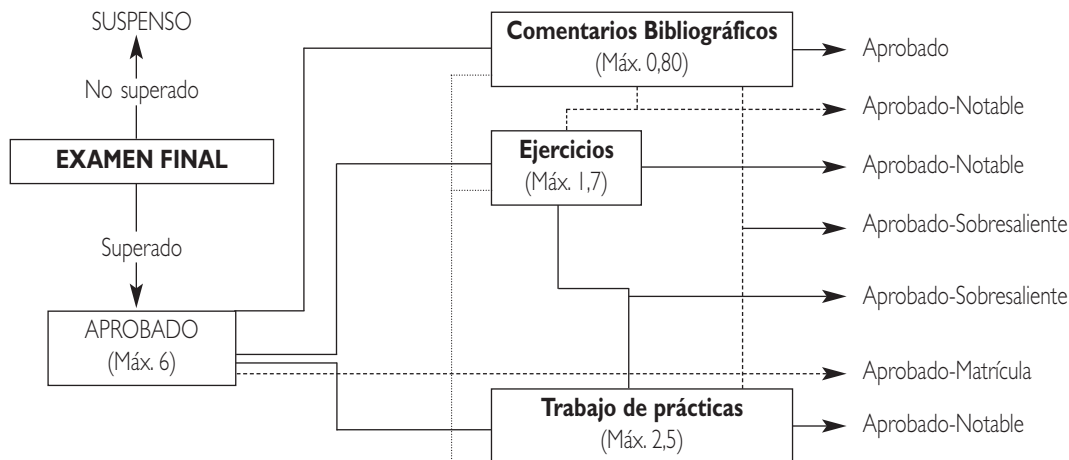 SUSPENSO
No superado
EXAMEN FINAL
Superado
APROBADO
(Máx. 6)
Comentarios Bibliográficos
(Máx. 0,80)
Ejercicios
(Máx. 1,7)
Trabajo de prácticas
(Máx. 2,5)
Aprobado
Aprobado-Notable
Aprobado-Notable
Aprobado-Sobresaliente
Aprobado-Sobresaliente
Aprobado-Matrícula
Aprobado-Notable